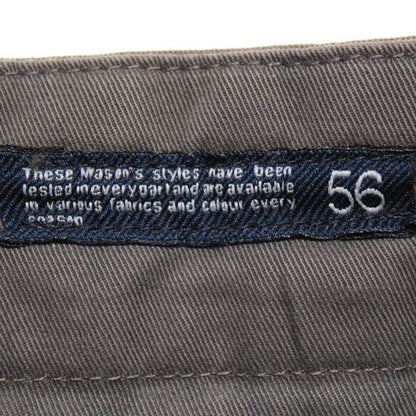 These Mason's styles have been
tested in every part and are available
in various fabrics and colour every
season
56